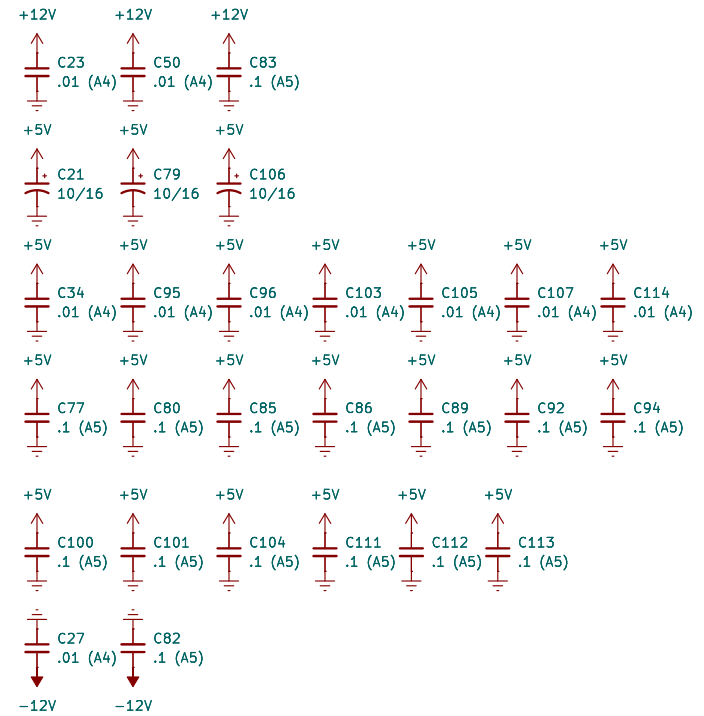 +12V +12V +12V
C23 C50 C83
.01 (A4) .01 (A4) .1 (A5)
+5V +5V +5V
C21 C79 C106
10/16 10/16 10/16
+5V +5V +5V +5V +5V +5V +5V
C34 C95 C96 C103 C105 C107 C114
.01 (A4) .01 (A4) .01 (A4) .01 (A4) .01 (A4) .01 (A4) .01 (A4)
+5V +5V +5V +5V +5V +5V +5V
C77 C80 C85 C86 C89 C92 C94
.1 (A5) .1 (A5) .1 (A5) .1 (A5) .1 (A5) .1 (A5) .1 (A5)
+5V +5V +5V +5V +5V +5V
C100 C101 C104 C111 C112 C113
.1 (A5) .1 (A5) .1 (A5) .1 (A5) .1 (A5) .1 (A5)
C27 C82
.01 (A4) .1 (A5)
-12V -12V